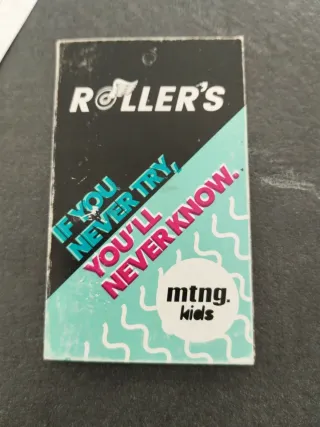 ROLLER'S
IF YOU
NEVER TRY,
YOU'LL
NEVER KNOW.
mtng.
kids